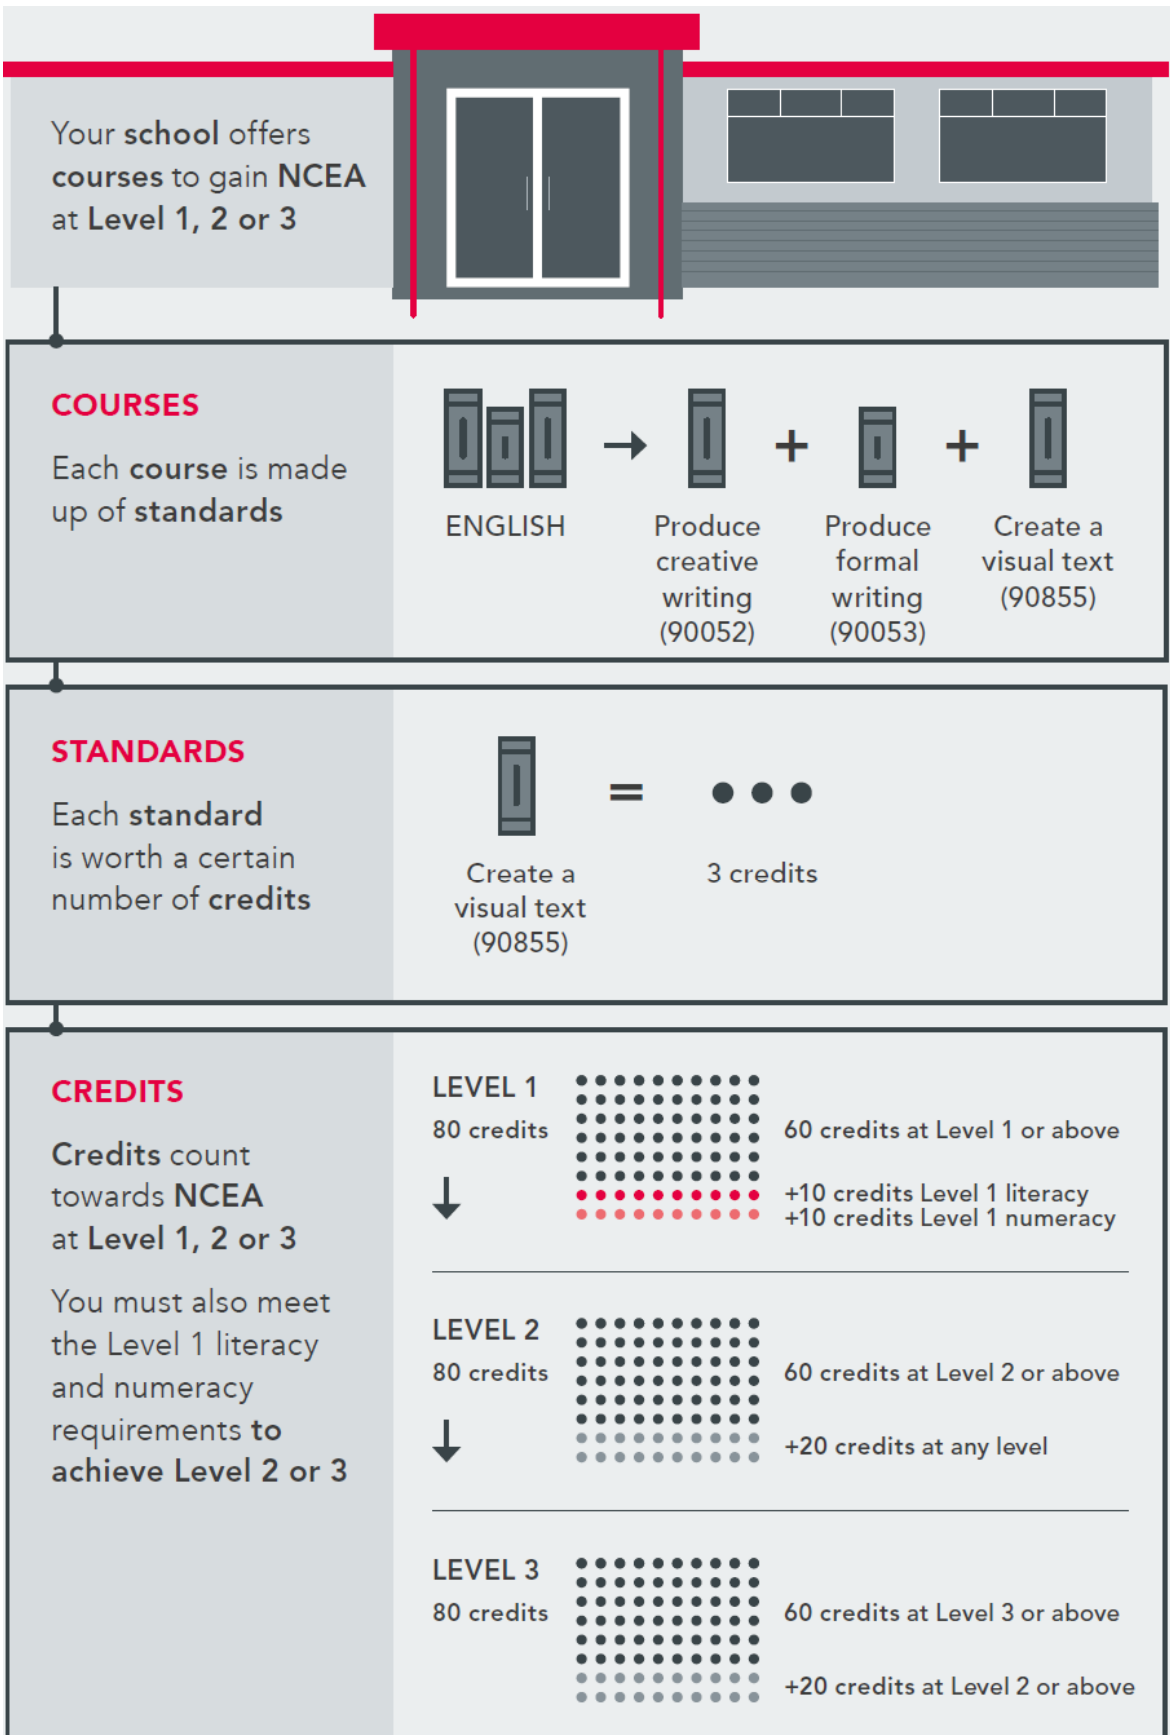 Your school offers
courses to gain NCEA
at Level 1, 2 or 3
COURSES
Each course is made
up of standards
ENGLISH
→
Produce
creative
writing
(90052)
+
Produce
formal
writing
(90053)
+
Create a
visual text
(90855)
STANDARDS
Each standard
is worth a certain
number of credits
Create a
visual text
(90855)
=
3 credits
CREDITS
Credits count
towards NCEA
at Level 1, 2 or 3
You must also meet
the Level 1 literacy
and numeracy
requirements to
achieve Level 2 or 3
LEVEL 1
80 credits
60 credits at Level 1 or above
+10 credits Level 1 literacy
+10 credits Level 1 numeracy
LEVEL 2
80 credits
60 credits at Level 2 or above
+20 credits at any level
LEVEL 3
80 credits
60 credits at Level 3 or above
+20 credits at Level 2 or above